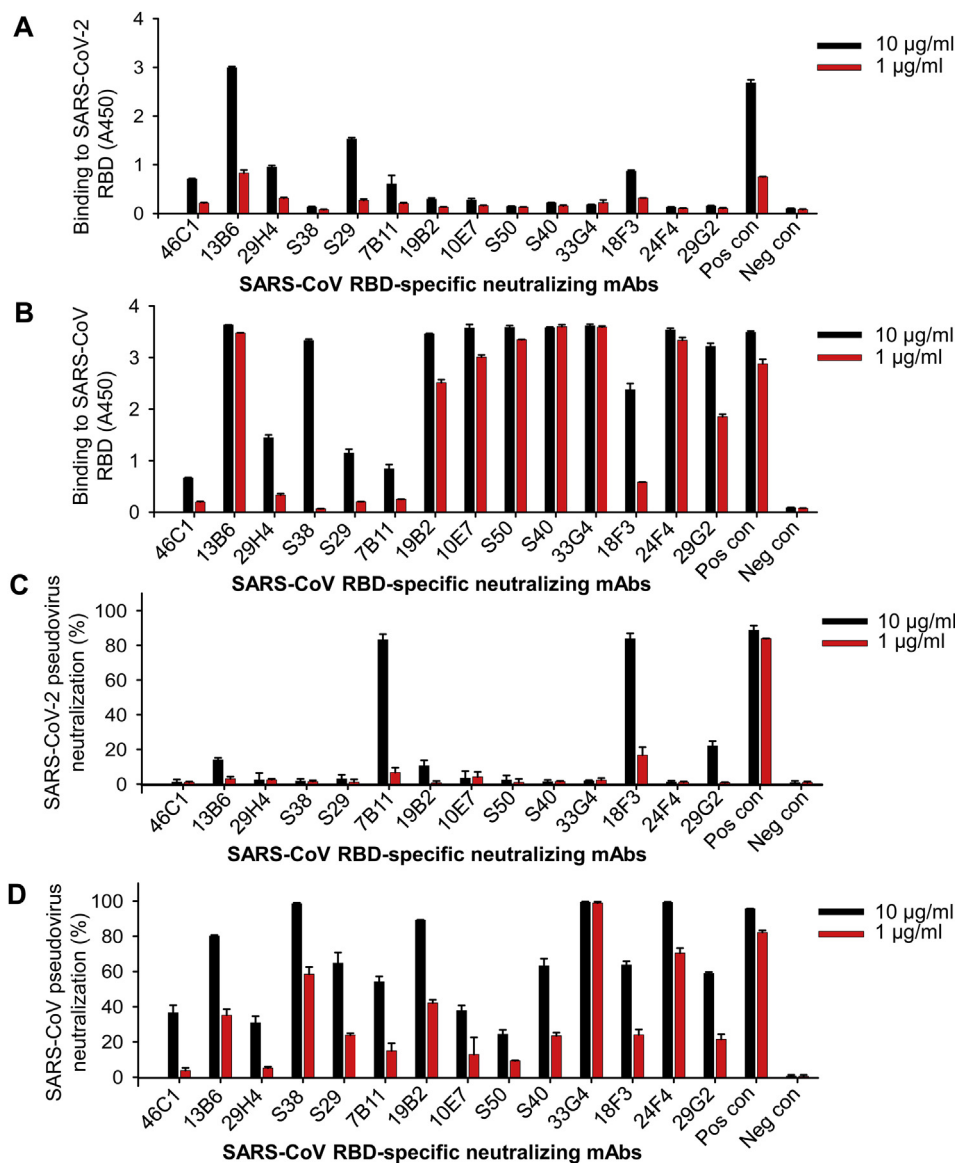 A
Binding to SARS-CoV-2
RBD (A450)
4
3
2
1
0
10 µg/ml
1 µg/ml
46C1 13B6 29H4 S38 S29 7B11 19B2 10E7 S50 S40 33G4 18F3 24F4 29G2 Pos con Neg con
SARS-CoV RBD-specific neutralizing mAbs
B
Binding to SARS-CoV
RBD (A450)
4
3
2
1
0
10 µg/ml
1 µg/ml
46C1 13B6 29H4 S38 S29 7B11 19B2 10E7 S50 S40 33G4 18F3 24F4 29G2 Pos con Neg con
SARS-CoV RBD-specific neutralizing mAbs
C
SARS-CoV-2 pseudovirus
neutralization (%)
100
80
60
40
20
0
10 µg/ml
1 µg/ml
46C1 13B6 29H4 S38 S29 7B11 19B2 10E7 S50 S40 33G4 18F3 24F4 29G2 Pos con Neg con
SARS-CoV RBD-specific neutralizing mAbs
D
SARS-CoV pseudovirus
neutralization (%)
100
80
60
40
20
0
10 µg/ml
1 µg/ml
46C1 13B6 29H4 S38 S29 7B11 19B2 10E7 S50 S40 33G4 18F3 24F4 29G2 Pos con Neg con
SARS-CoV RBD-specific neutralizing mAbs